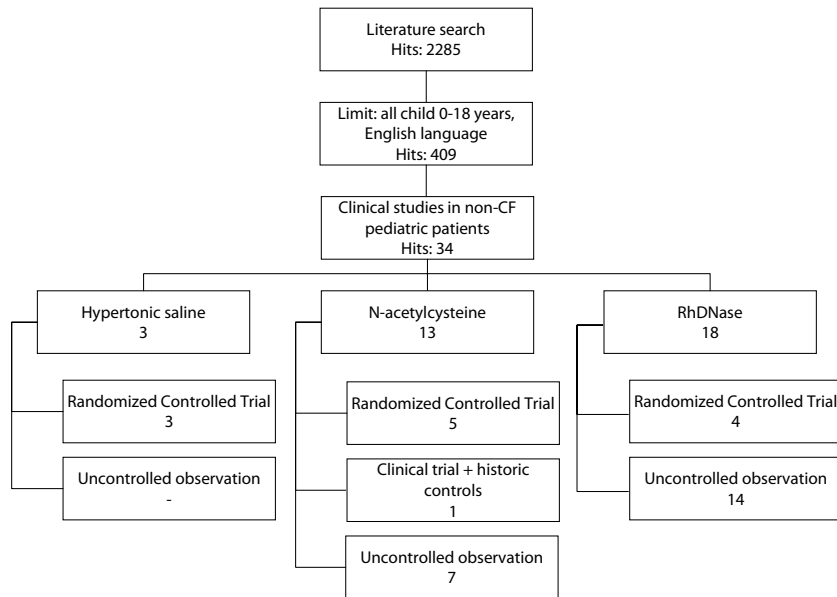 Literature search
Hits: 2285
Limit: all child 0-18 years,
English language
Hits: 409
Clinical studies in non-CF
pediatric patients
Hits: 34
Hypertonic saline
3
N-acetylcysteine
13
RhDNase
18
Randomized Controlled Trial
3
Randomized Controlled Trial
5
Randomized Controlled Trial
4
Uncontrolled observation
-
Clinical trial + historic
controls
1
Uncontrolled observation
14
Uncontrolled observation
7